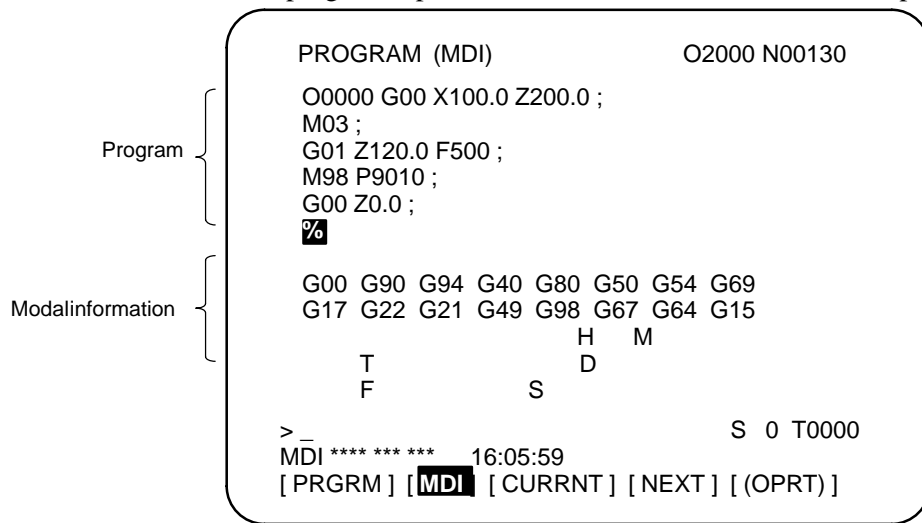 PROGRAM (MDI) O2000 N00130
O0000 G00 X100.0 Z200.0 ;
M03 ;
Program
G01 Z120.0 F500 ;
M98 P9010 ;
G00 Z0.0 ;
%
G00 G90 G94 G40 G80 G50 G54 G69
Modalinformation
G17 G22 G21 G49 G98 G67 G64 G15
H M
T D
F S
>_ S 0 T0000
MDI **** *** *** 16:05:59
[ PRGRM ] [ MDI ] [ CURRNT ] [ NEXT ] [ (OPRT) ]